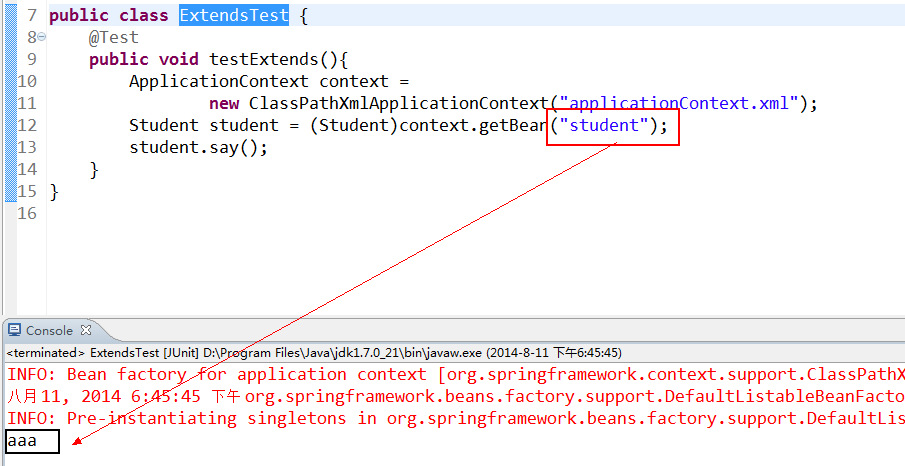 7 public class ExtendsTest {
8 @Test
9 public void testExtends(){
10 ApplicationContext context =
11 new ClassPathXmlApplicationContext("applicationContext.xml");
12 Student student = (Student)context.getBean("student");
13 student.say();
14 }
15 }
16
Console
<terminated> ExtendsTest [JUnit] D:\Program Files\Java\jdk1.7.0_21\bin\javaw.exe (2014-8-11 下午6:45:45)
INFO: Bean factory for application context [org.springframework.context.support.ClassPathX
八月11, 2014 6:45:45 下午 org.springframework.beans.factory.support.DefaultListableBeanFacto
INFO: Pre-instantiating singletons in org.springframework.beans.factory.support.DefaultLis
aaa